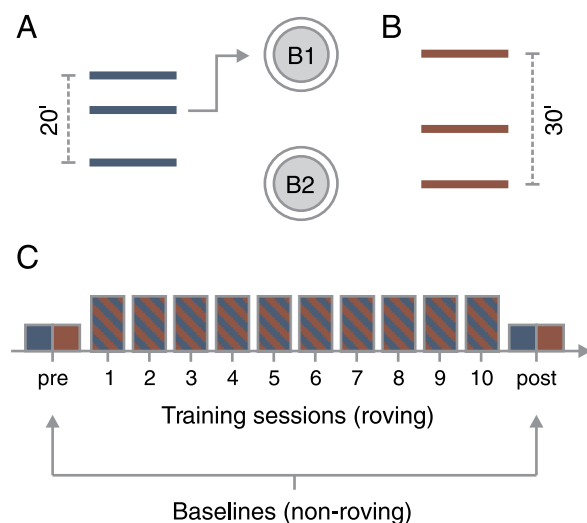 A
B
B1
20'
30'
B2
C
pre 1 2 3 4 5 6 7 8 9 10 post
Training sessions (roving)
Baselines (non-roving)